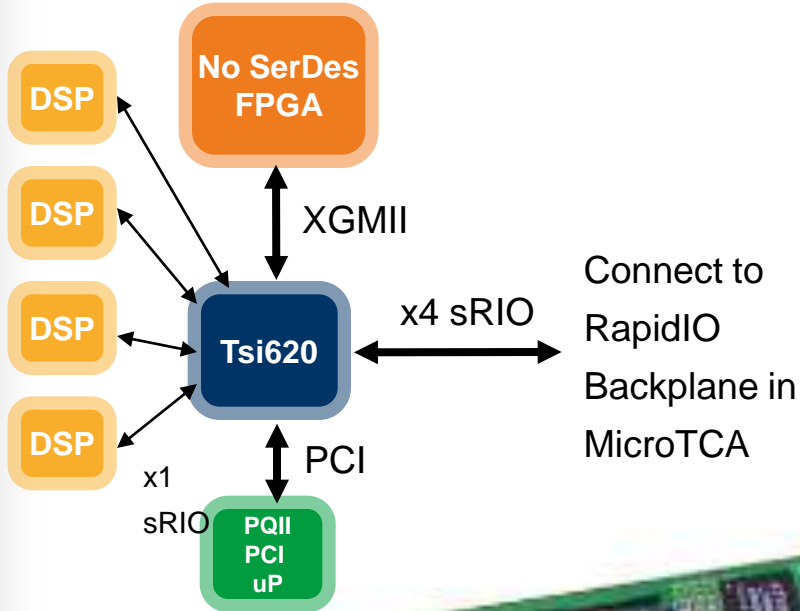 No SerDes
FPGA
DSP
DSP
DSP
DSP
XGMII
Tsi620
x4 sRIO
Connect to
RapidIO
Backplane in
MicroTCA
PCI
x1
sRIO
PQII
PCI
uP